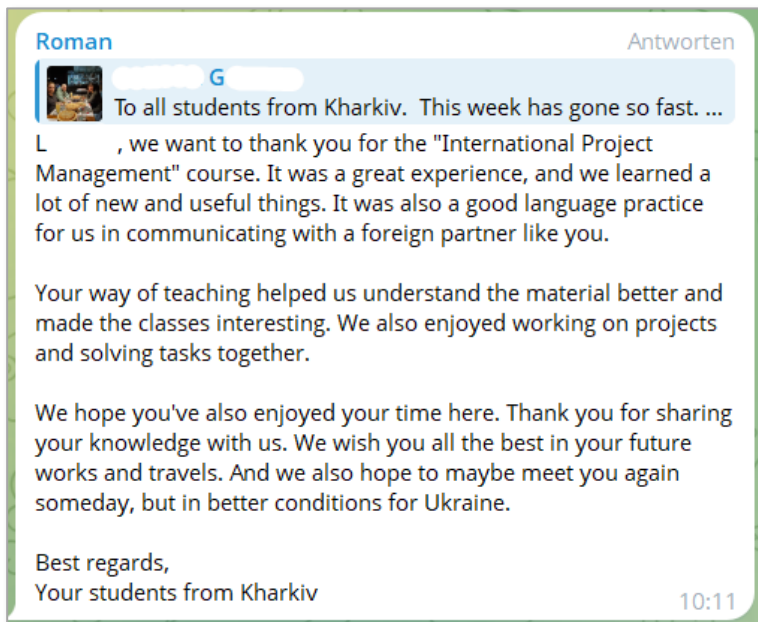 Roman Antworten
G
To all students from Kharkiv. This week has gone so fast. ...
L , we want to thank you for the "International Project
Management" course. It was a great experience, and we learned a
lot of new and useful things. It was also a good language practice
for us in communicating with a foreign partner like you.
Your way of teaching helped us understand the material better and
made the classes interesting. We also enjoyed working on projects
and solving tasks together.
We hope you've also enjoyed your time here. Thank you for sharing
your knowledge with us. We wish you all the best in your future
works and travels. And we also hope to maybe meet you again
someday, but in better conditions for Ukraine.
Best regards,
Your students from Kharkiv
10:11